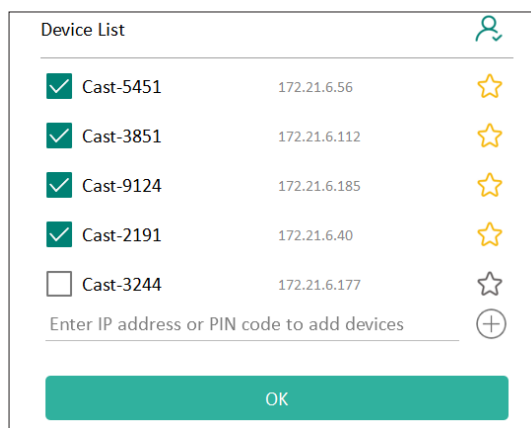 Device List
Cast-5451 172.21.6.56
Cast-3851 172.21.6.112
Cast-9124 172.21.6.185
Cast-2191 172.21.6.40
Cast-3244 172.21.6.177
Enter IP address or PIN code to add devices
OK